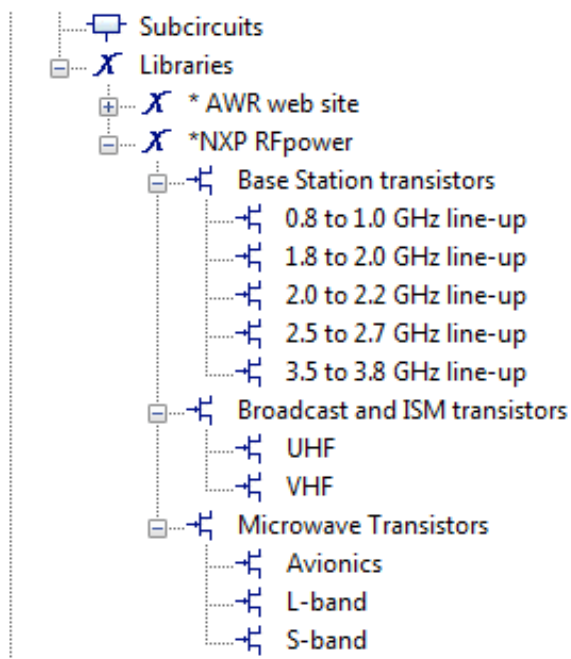 Subcircuits
Libraries
* AWR web site
*NXP RFpower
Base Station transistors
0.8 to 1.0 GHz line-up
1.8 to 2.0 GHz line-up
2.0 to 2.2 GHz line-up
2.5 to 2.7 GHz line-up
3.5 to 3.8 GHz line-up
Broadcast and ISM transistors
UHF
VHF
Microwave Transistors
Avionics
L-band
S-band